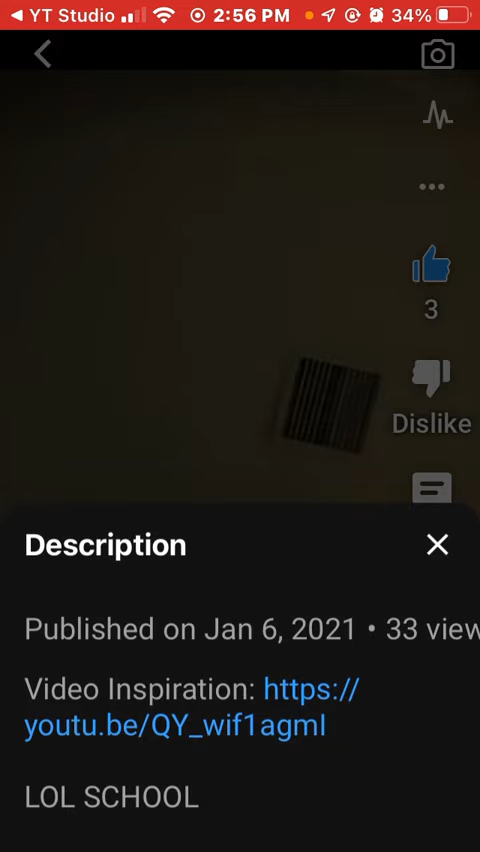 YT Studio 2:56 PM 34%
3
Dislike
Description
Published on Jan 6, 2021 • 33 view
Video Inspiration: https://
youtu.be/QY_wif1agmI
LOL SCHOOL